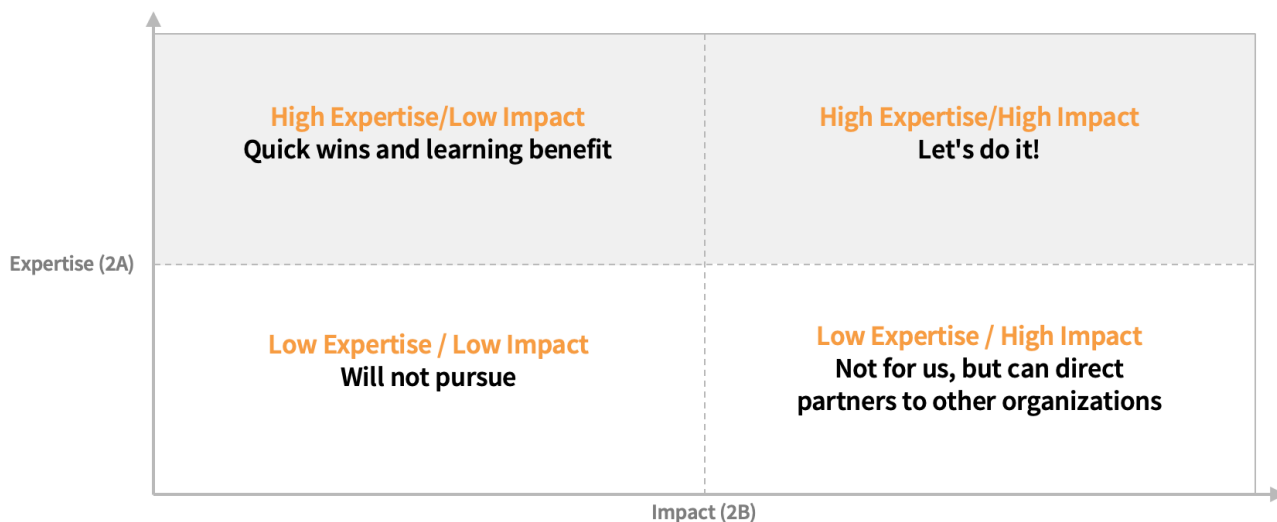 High Expertise/Low Impact
Quick wins and learning benefit
High Expertise/High Impact
Let's do it!
Expertise (2A)
Low Expertise / Low Impact
Will not pursue
Low Expertise / High Impact
Not for us, but can direct
partners to other organizations
Impact (2B)